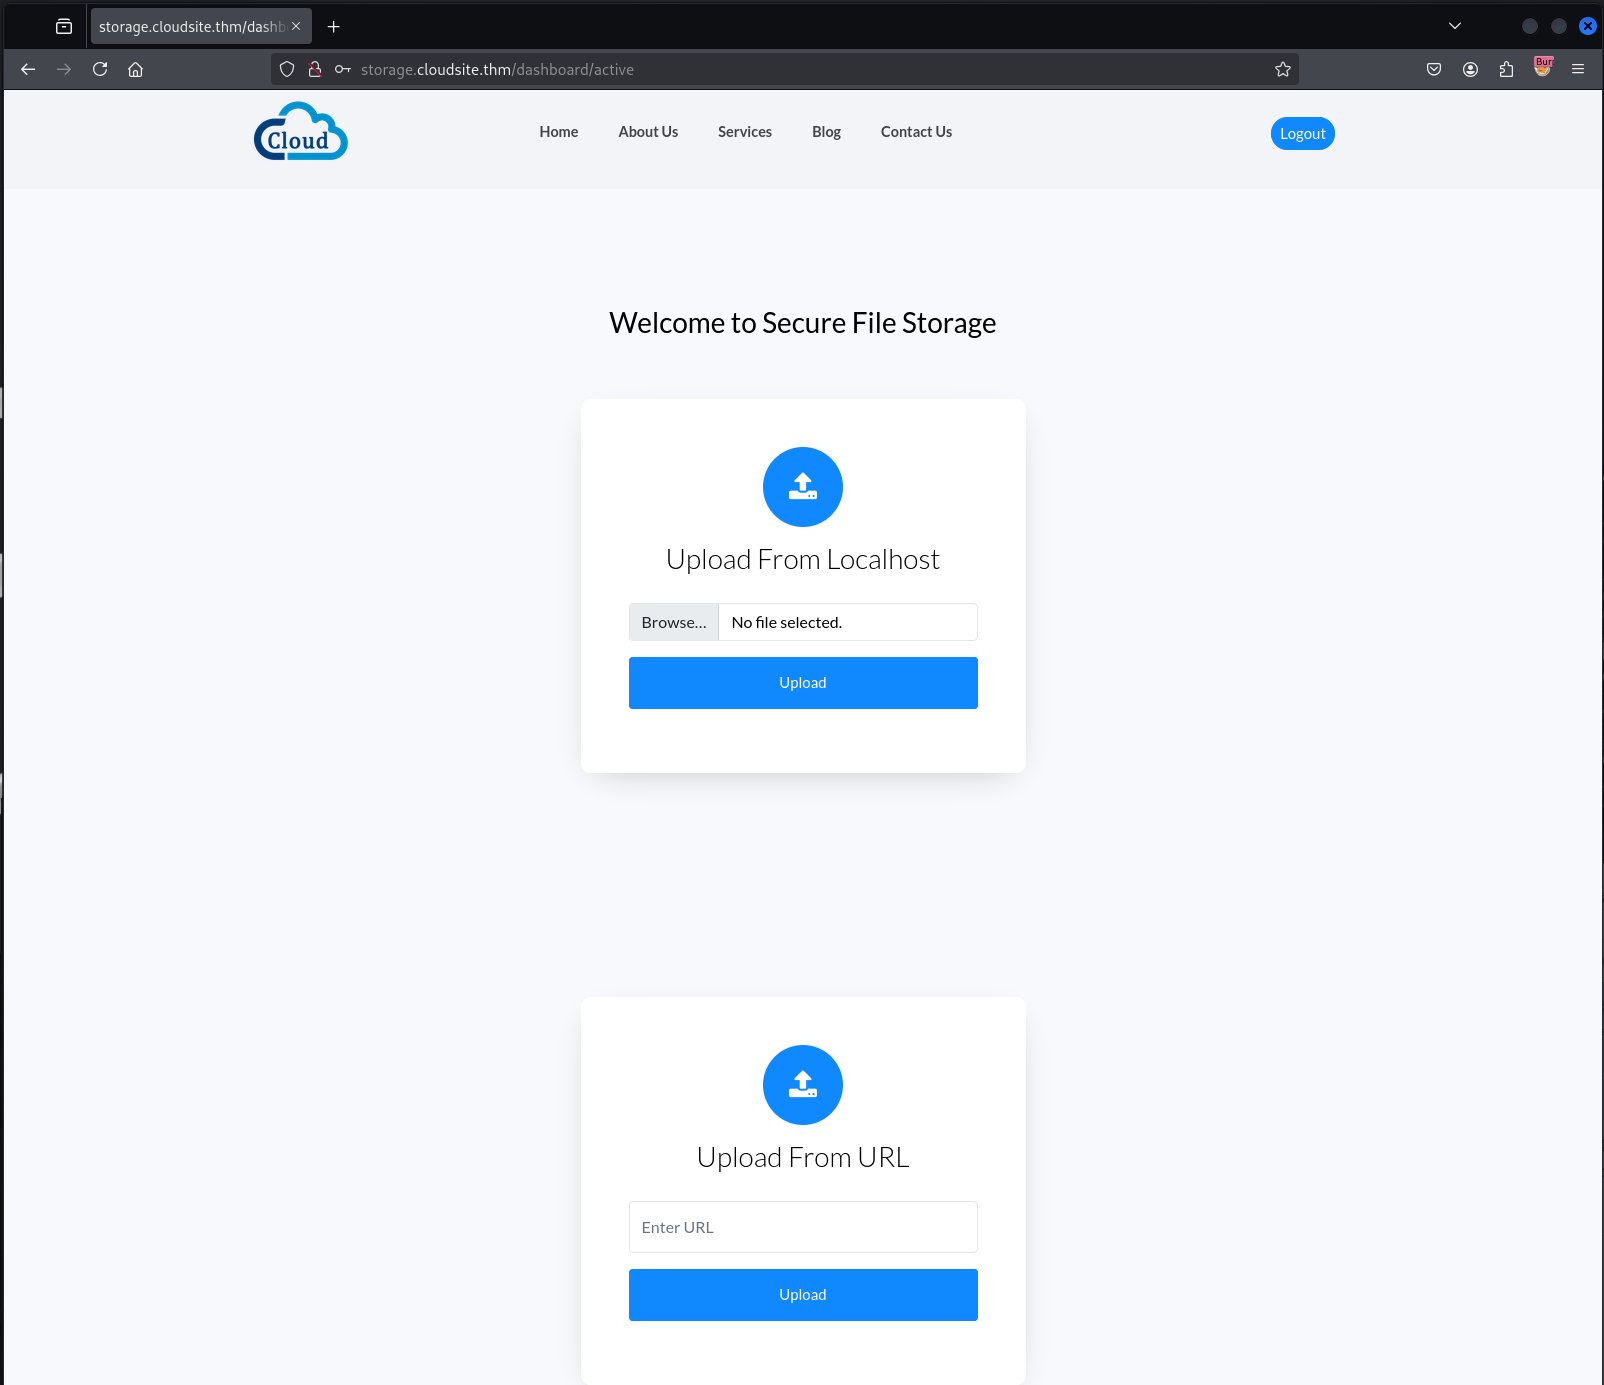 storage.cloudsite.thm/dashb
storage.cloudsite.thm/dashboard/active
Bur
Cloud
Home
About Us
Services
Blog
Contact Us
Logout
Welcome to Secure File Storage
Upload From Localhost
Browse...
No file selected.
Upload
Upload From URL
Enter URL
Upload